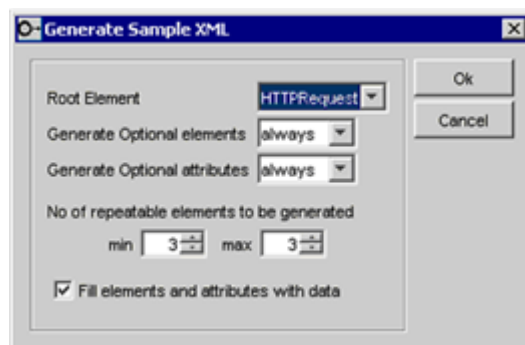 Generate Sample XML
Root Element HTTPRequest
Ok
Generate Optional elements always
Cancel
Generate Optional attributes always
No of repeatable elements to be generated
min 3 max 3
Fill elements and attributes with data